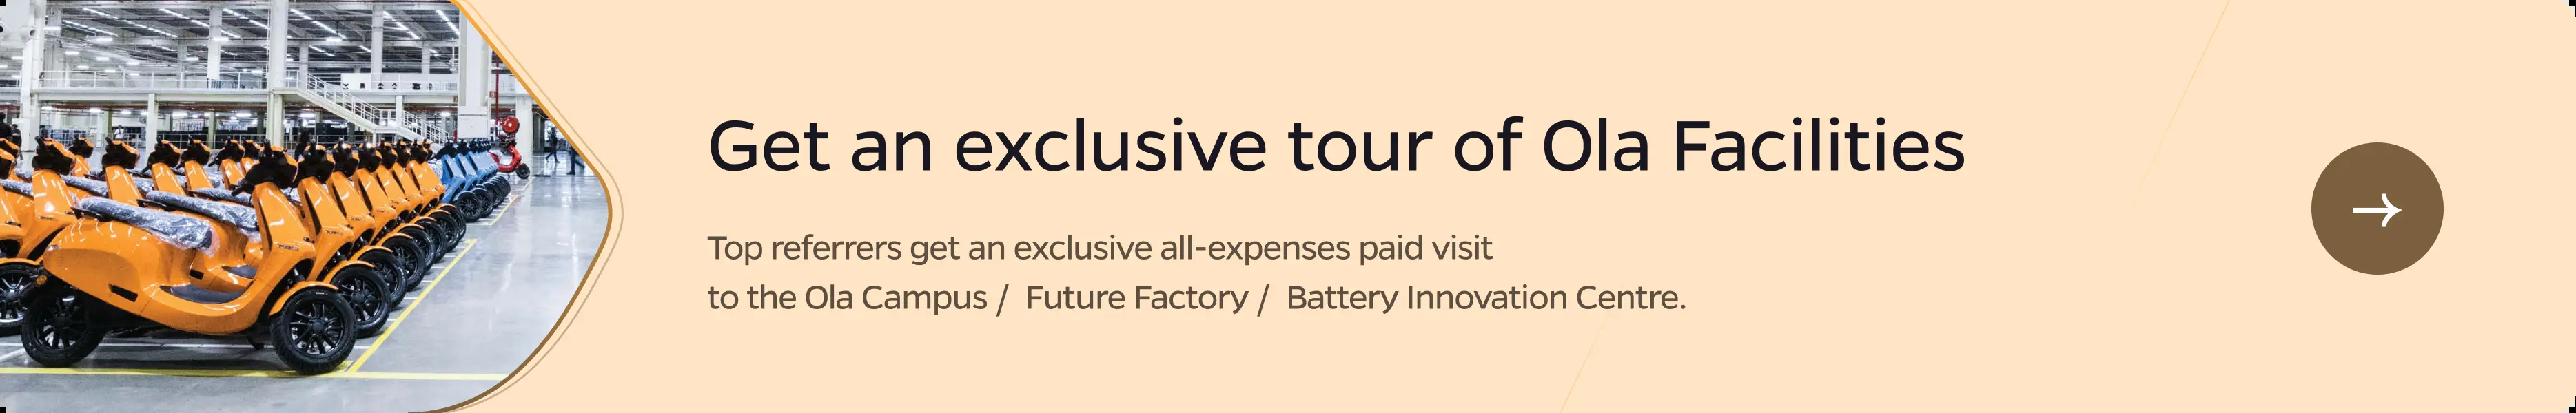 Get an exclusive tour of Ola Facilities
Top referrers get an exclusive all-expenses paid visit
to the Ola Campus / Future Factory / Battery Innovation Centre.